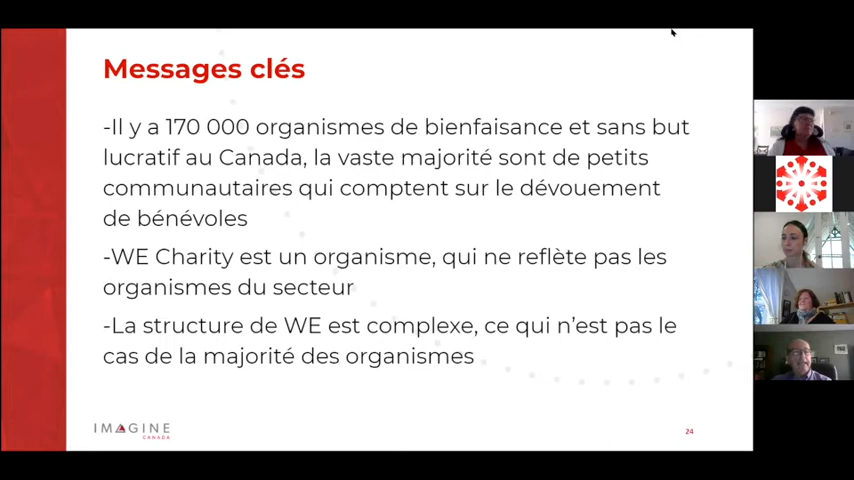 Messages clés
-Il y a 170 000 organismes de bienfaisance et sans but
lucratif au Canada, la vaste majorité sont de petits
communautaires qui comptent sur le dévouement
de bénévoles
-WE Charity est un organisme, qui ne reflète pas les
organismes du secteur
-La structure de WE est complexe, ce qui n’est pas le
cas de la majorité des organismes
IMAGINE
CANADA
24